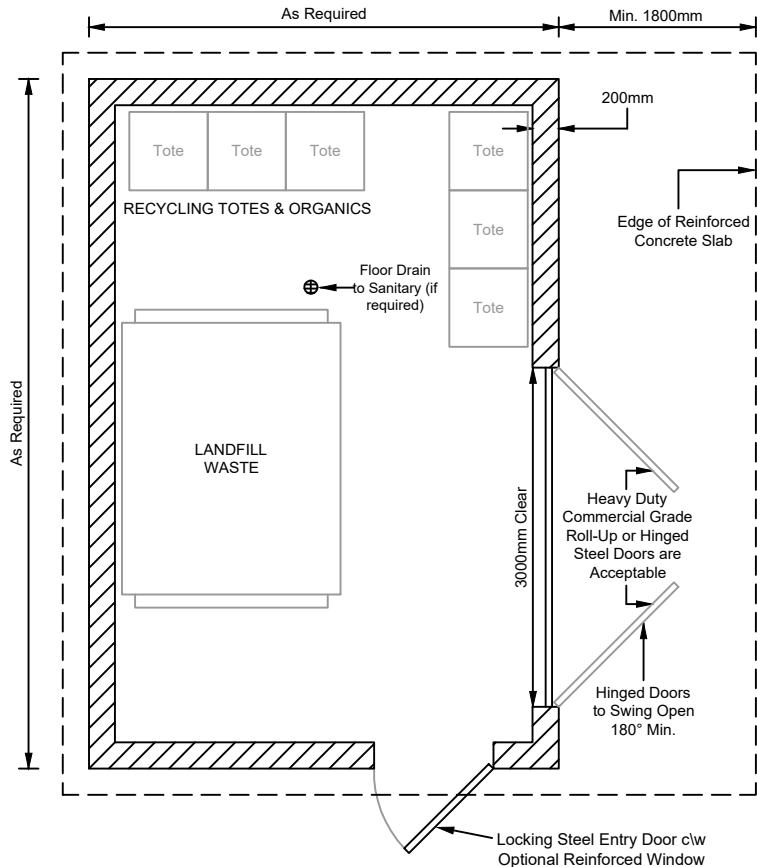 As Required
Min. 1800mm
200mm
Tote
Tote
Tote
Tote
RECYCLING TOTES & ORGANICS
Edge of Reinforced
Concrete Slab
Tote
Floor Drain
to Sanitary (if
required)
Tote
As Required
LANDFILL
WASTE
3000mm Clear
Heavy Duty
Commercial Grade
Roll-Up or Hinged
Steel Doors are
Acceptable
Hinged Doors
to Swing Open
180° Min.
Locking Steel Entry Door c\w
Optional Reinforced Window